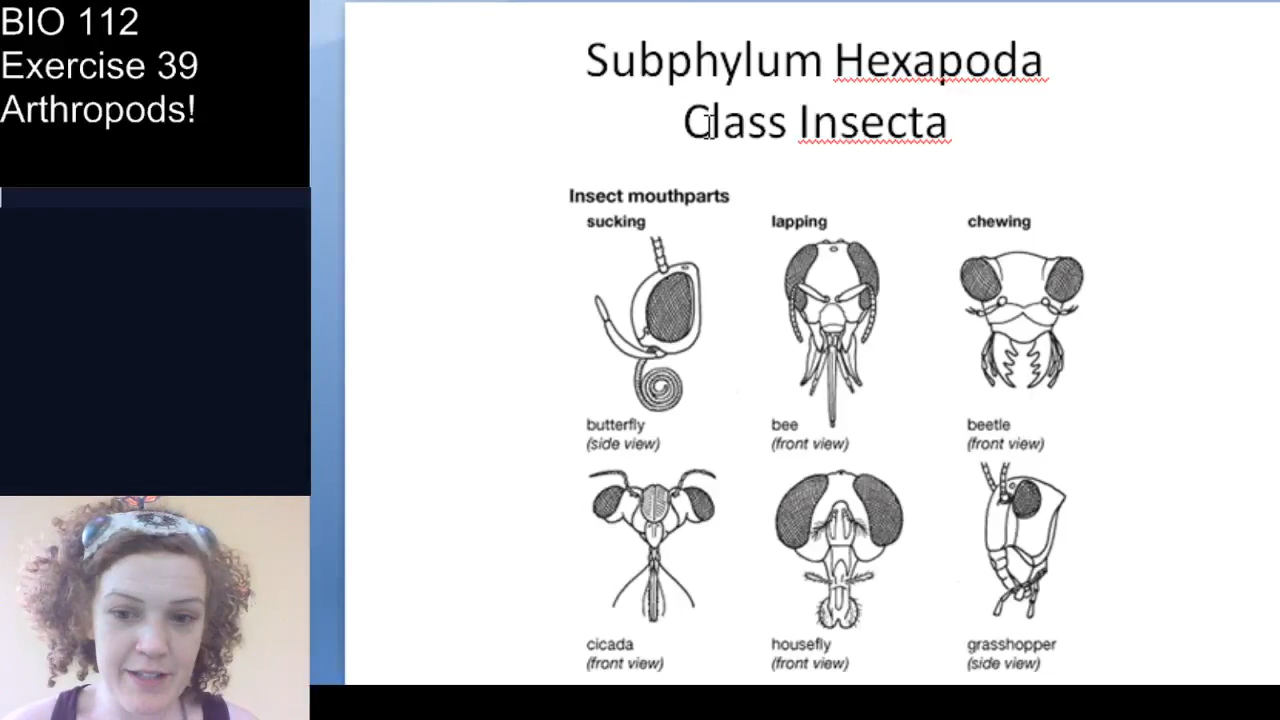 BIO 112
Exercise 39
Arthropods!
Subphylum Hexapoda
Class Insecta
Insect mouthparts
sucking
lapping
chewing
butterfly
(side view)
bee
(front view)
beetle
(front view)
cicada
(front view)
housefly
(front view)
grasshopper
(side view)